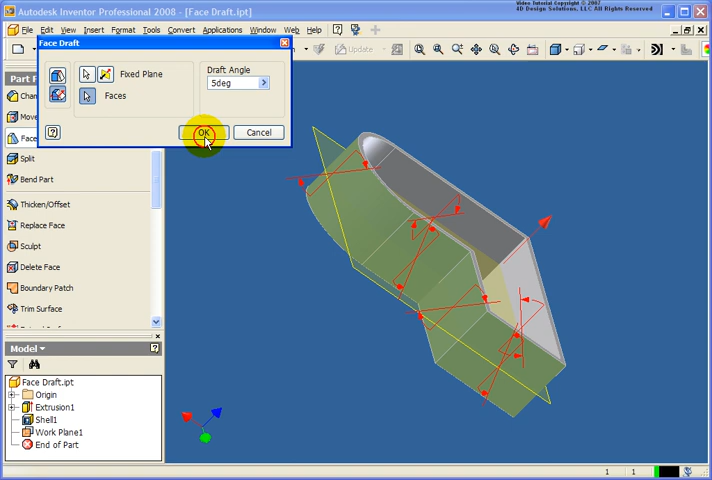 Autodesk Inventor Professional 2008 - [Face Draft.ipt]
Video Tutorial Copyright © 2007
4D Design Solutions, LLC All Rights Reserved
File Edit View Insert Format Tools Convert Applications Window Web Help
Update
Face Draft
Fixed Plane
Faces
Draft Angle
5deg
OK
Cancel
Part F
Chan
Move
Face
Split
Bend Part
Thicken/Offset
Replace Face
Sculpt
Delete Face
Boundary Patch
Trim Surface
Model
Face Draft.ipt
Origin
Extrusion1
Shell1
Work Plane1
End of Part
1 1